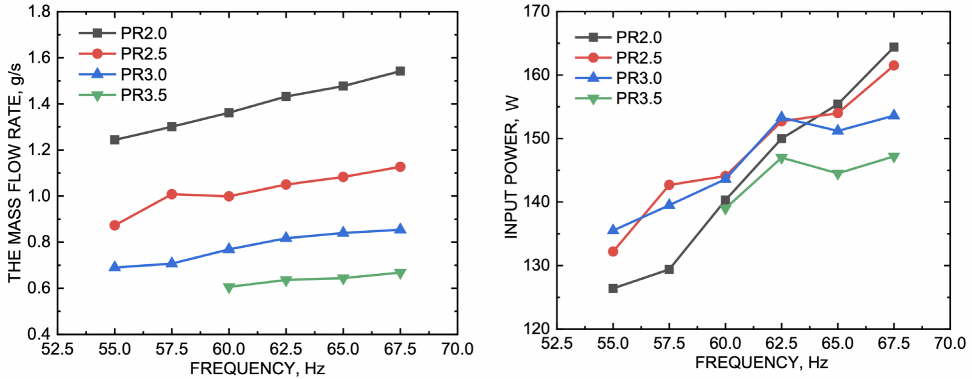 THE MASS FLOW RATE, g/s
1.8
1.6
1.4
1.2
1.0
0.8
0.6
0.4
PR2.0
PR2.5
PR3.0
PR3.5
52.5 55.0 57.5 60.0 62.5 65.0 67.5 70.0
FREQUENCY, Hz
INPUT POWER, W
170
160
150
140
130
120
PR2.0
PR2.5
PR3.0
PR3.5
52.5 55.0 57.5 60.0 62.5 65.0 67.5 70.0
FREQUENCY, Hz